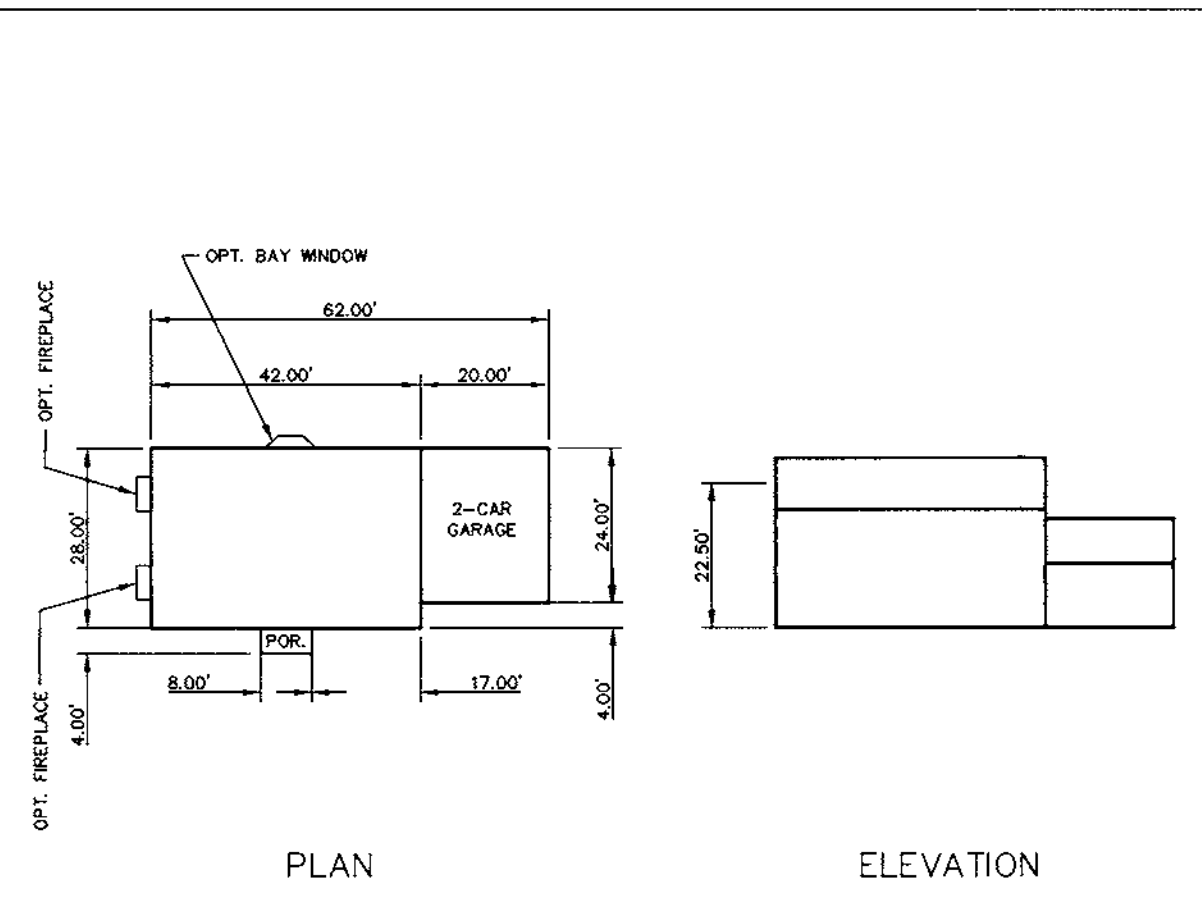 OPT. BAY WINDOW
62.00'
OPT. FIREPLACE
42.00'
20.00'
2-CAR
GARAGE
28.00'
24.00'
22.50'
POR.
8.00'
17.00'
4.00'
4.00'
OPT. FIREPLACE
PLAN
ELEVATION